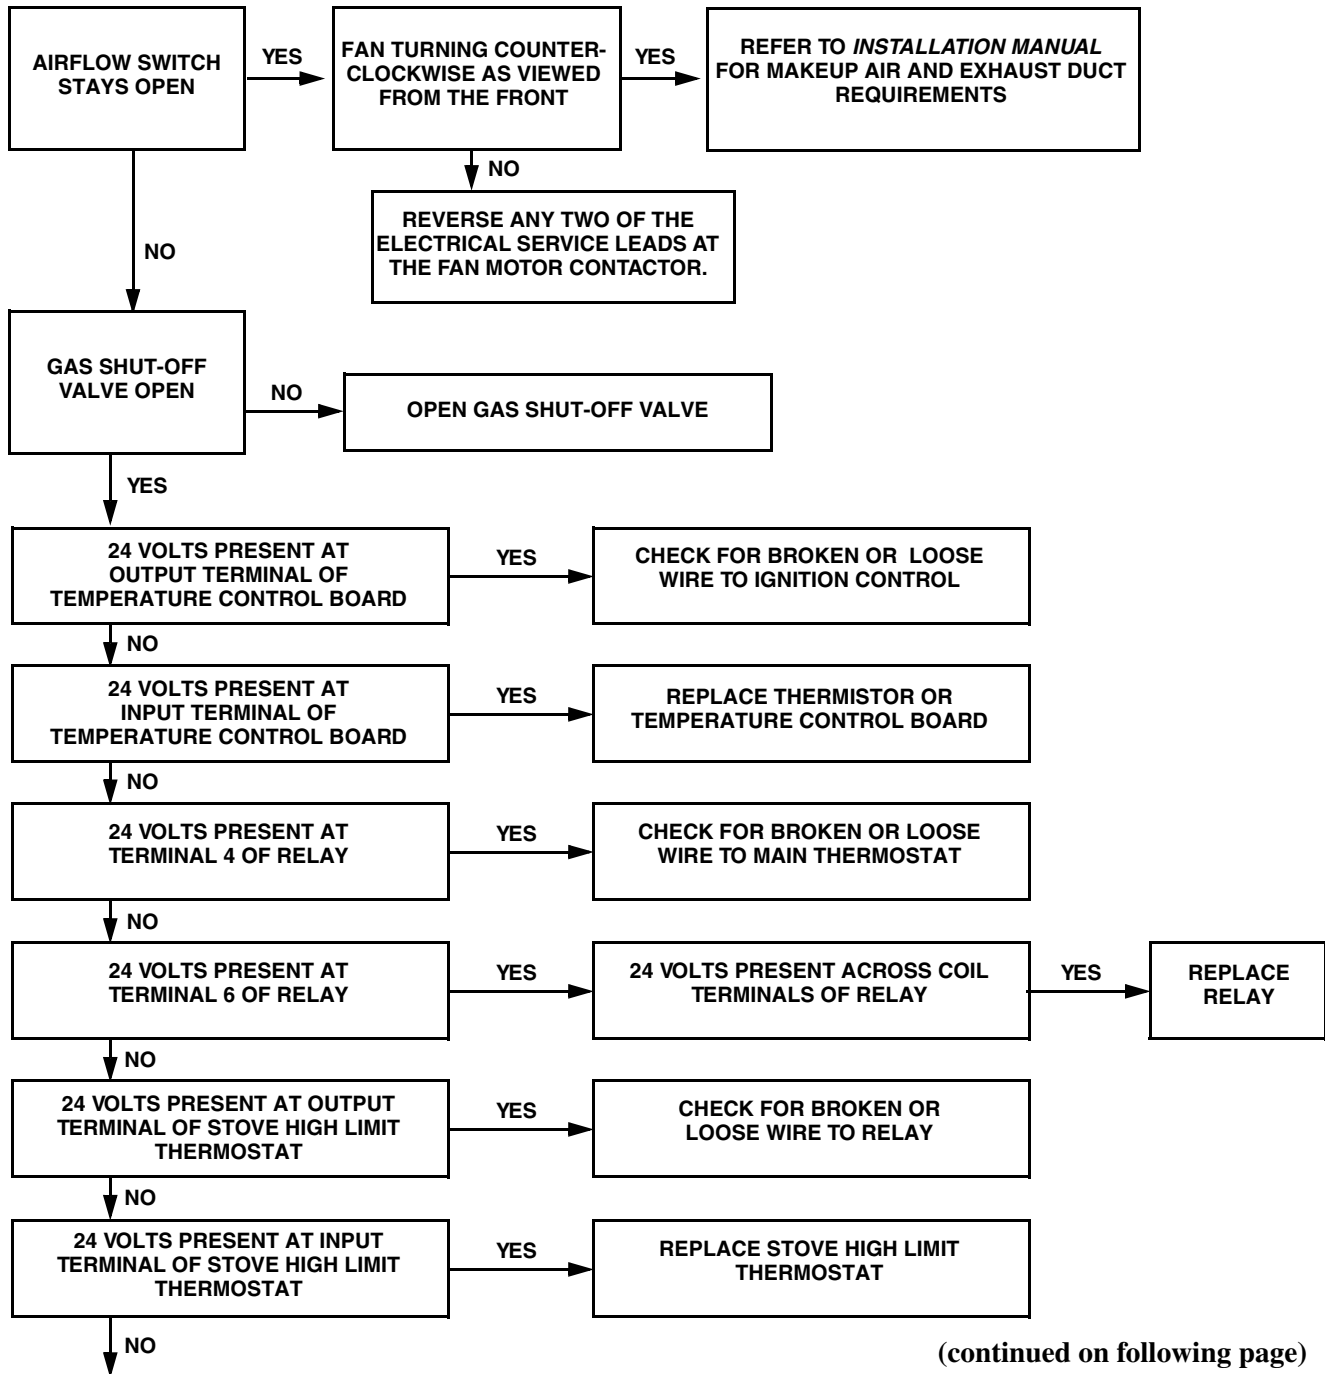 AIRFLOW SWITCH
STAYS OPEN
YES
FAN TURNING COUNTER-
CLOCKWISE AS VIEWED
FROM THE FRONT
YES
REFER TO INSTALLATION MANUAL
FOR MAKEUP AIR AND EXHAUST DUCT
REQUIREMENTS
NO
REVERSE ANY TWO OF THE
ELECTRICAL SERVICE LEADS AT
THE FAN MOTOR CONTACTOR.
NO
GAS SHUT-OFF
VALVE OPEN
NO
OPEN GAS SHUT-OFF VALVE
YES
24 VOLTS PRESENT AT
OUTPUT TERMINAL OF
TEMPERATURE CONTROL BOARD
YES
CHECK FOR BROKEN OR LOOSE
WIRE TO IGNITION CONTROL
NO
24 VOLTS PRESENT AT
INPUT TERMINAL OF
TEMPERATURE CONTROL BOARD
YES
REPLACE THERMISTOR OR
TEMPERATURE CONTROL BOARD
NO
24 VOLTS PRESENT AT
TERMINAL 4 OF RELAY
YES
CHECK FOR BROKEN OR LOOSE
WIRE TO MAIN THERMOSTAT
NO
24 VOLTS PRESENT AT
TERMINAL 6 OF RELAY
YES
24 VOLTS PRESENT ACROSS COIL
TERMINALS OF RELAY
YES
REPLACE
RELAY
NO
24 VOLTS PRESENT AT OUTPUT
TERMINAL OF STOVE HIGH LIMIT
THERMOSTAT
YES
CHECK FOR BROKEN OR
LOOSE WIRE TO RELAY
NO
24 VOLTS PRESENT AT INPUT
TERMINAL OF STOVE HIGH LIMIT
THERMOSTAT
YES
REPLACE STOVE HIGH LIMIT
THERMOSTAT
NO
(continued on following page)